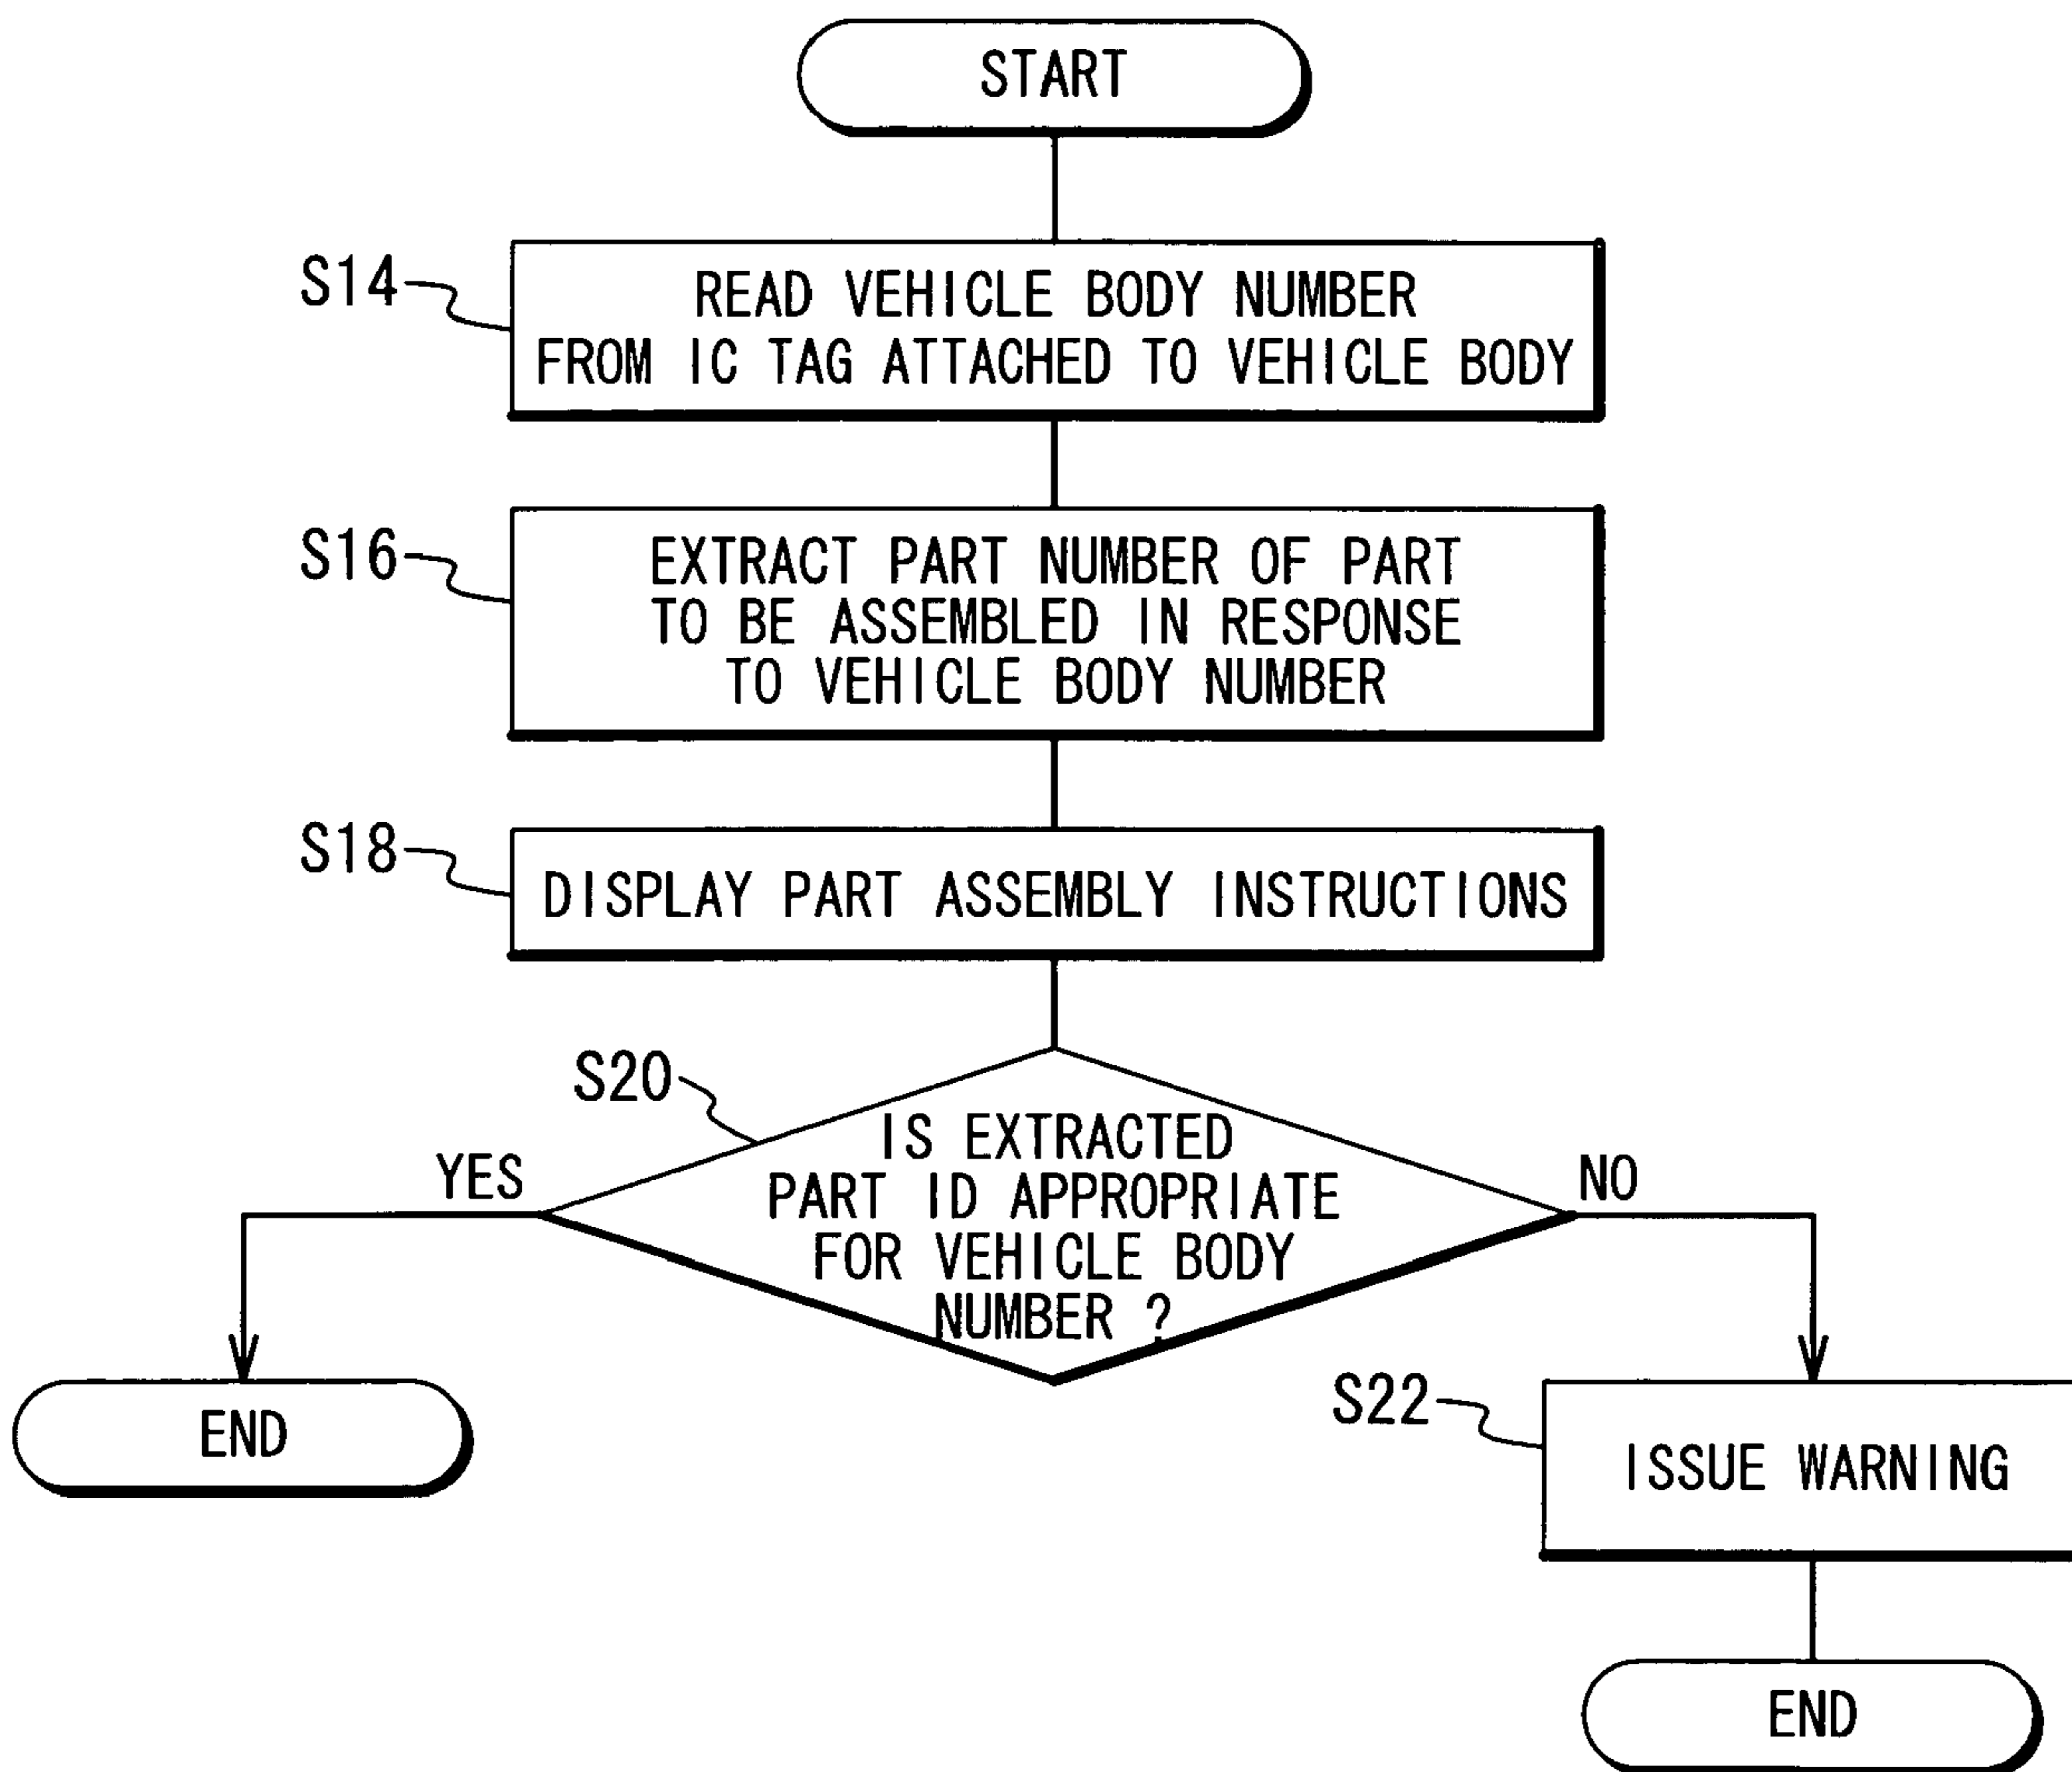 START
S14
READ VEHICLE BODY NUMBER
FROM IC TAG ATTACHED TO VEHICLE BODY
S16
EXTRACT PART NUMBER OF PART
TO BE ASSEMBLED IN RESPONSE
TO VEHICLE BODY NUMBER
S18
DISPLAY PART ASSEMBLY INSTRUCTIONS
S20
IS EXTRACTED
PART ID APPROPRIATE
FOR VEHICLE BODY
NUMBER ?
YES
NO
END
S22
ISSUE WARNING
END